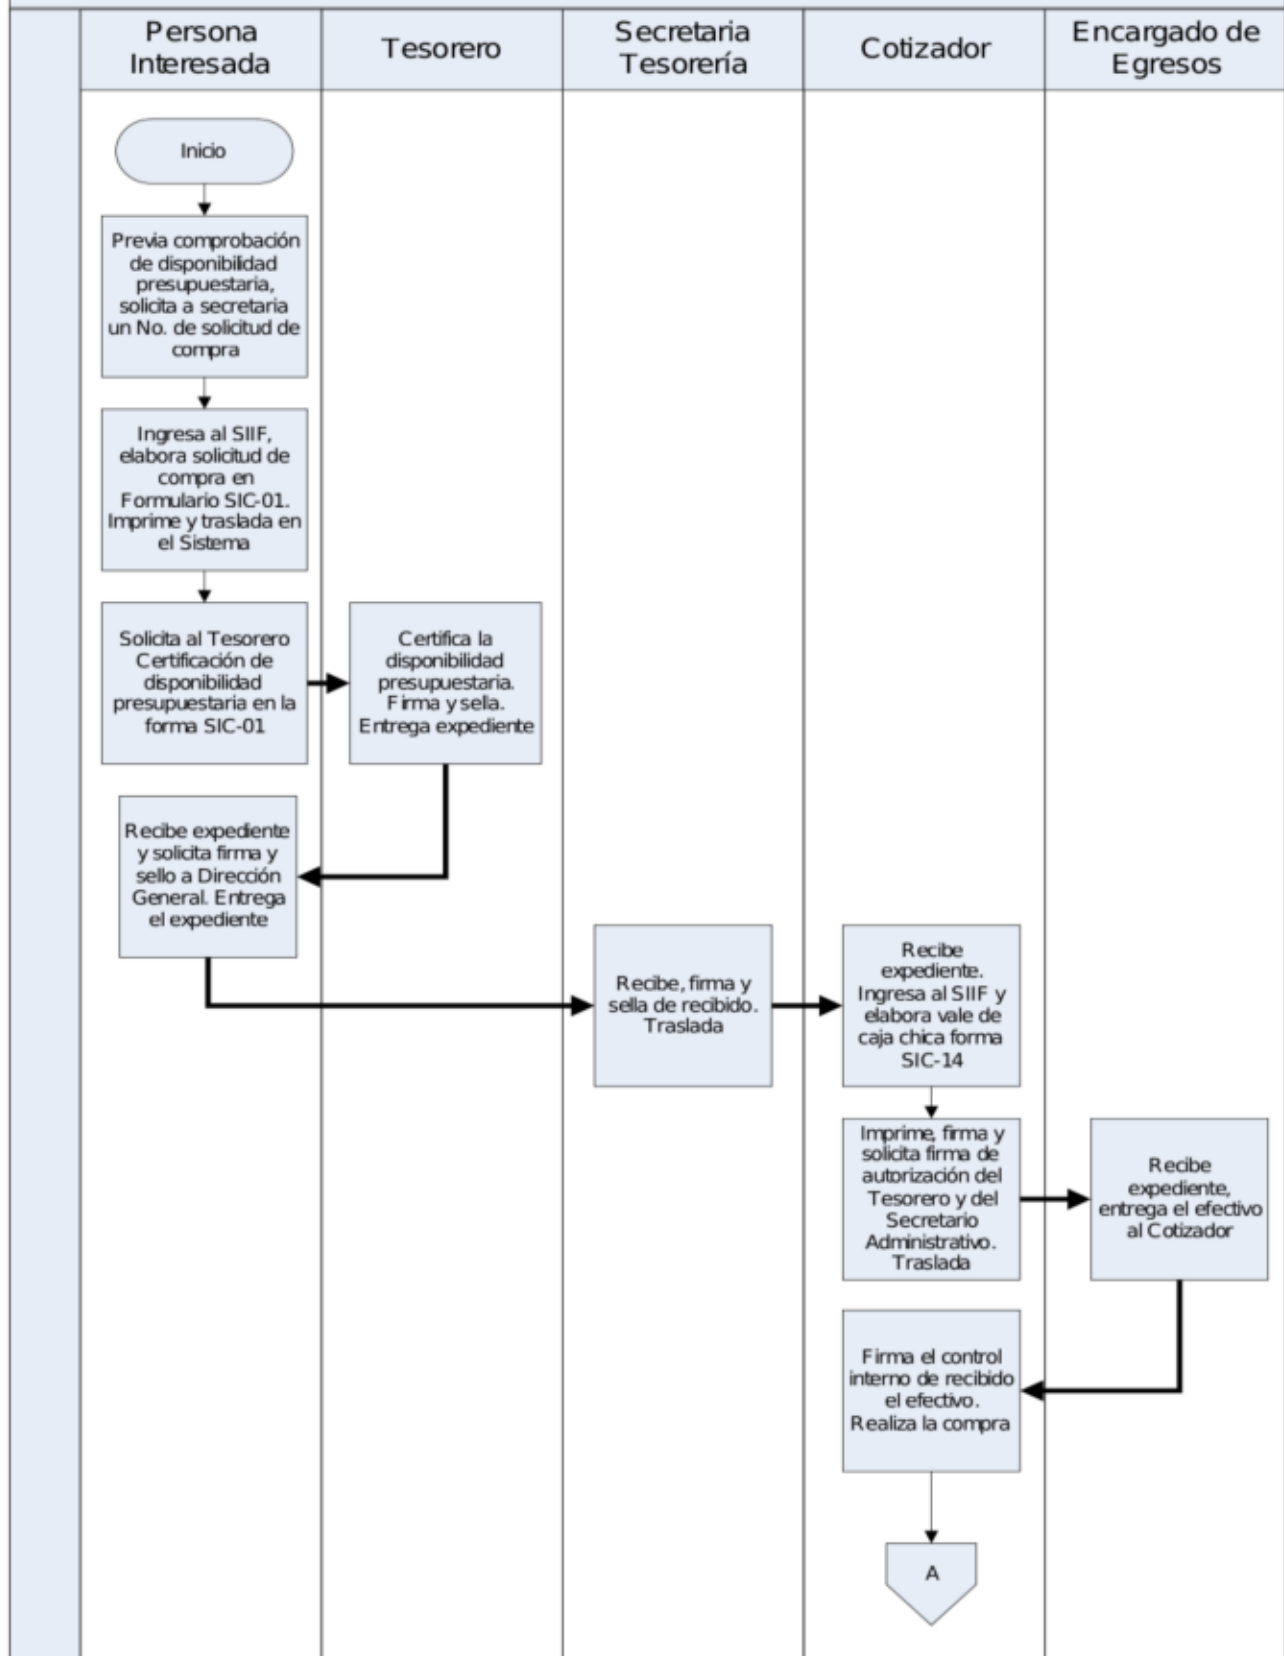 Persona
Interesada
Tesorero
Secretaria
Tesorería
Cotizador
Encargado de
Egresos
Inicio
Previa comprobación
de disponibilidad
presupuestaria,
solicita a secretaria
un No. de solicitud de
compra
Ingresa al SIIF,
elabora solicitud de
compra en
Formulario SIC-01.
Imprime y traslada en
el Sistema
Solicita al Tesorero
Certificación de
disponibilidad
presupuestaria en la
forma SIC-01
Certifica la
disponibilidad
presupuestaria.
Firma y sella.
Entrega expediente
Recibe expediente
y solicita firma y
sello a Dirección
General. Entrega
el expediente
Recibe, firma y
sella de recibido.
Traslada
Recibe
expediente.
Ingresa al SIIF y
elabora vale de
caja chica forma
SIC-14
Imprime, firma y
solicita firma de
autorización del
Tesorero y del
Secretario
Administrativo.
Traslada
Recibe
expediente,
entrega el efectivo
al Cotizador
Firma el control
interno de recibido
el efectivo.
Realiza la compra
A